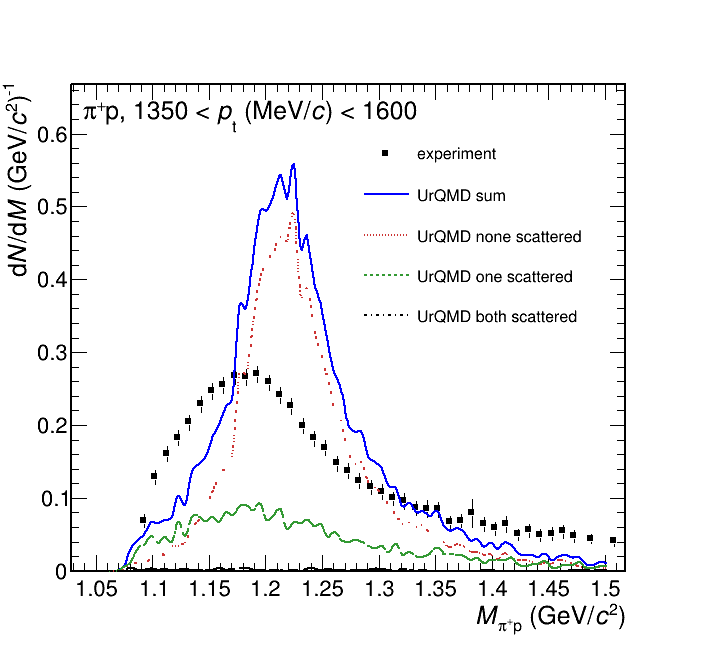 π⁺p, 1350 < pₜ (MeV/c) < 1600
dN/dM (GeV/c²)⁻¹
experiment
UrQMD sum
UrQMD none scattered
UrQMD one scattered
UrQMD both scattered
0.6
0.5
0.4
0.3
0.2
0.1
0
1.05 1.1 1.15 1.2 1.25 1.3 1.35 1.4 1.45 1.5
M π⁺p (GeV/c²)